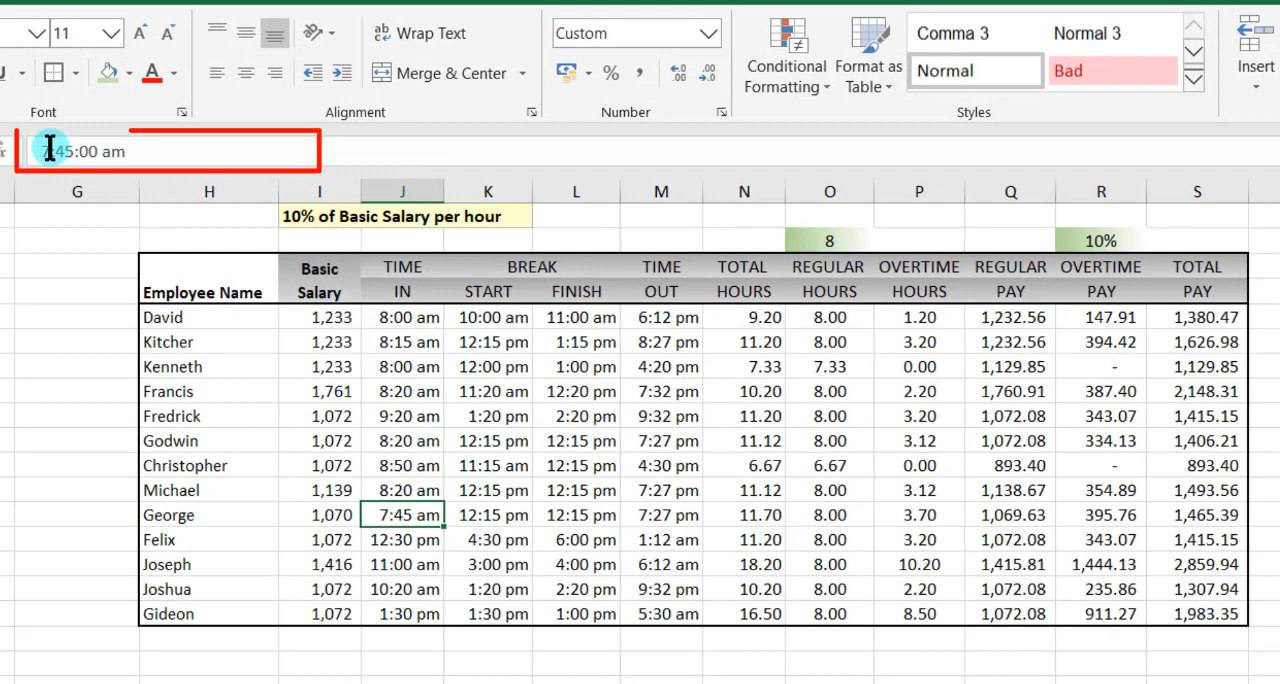 11 A A Wrap Text Custom Comma 3 Normal 3
Merge & Center % , Conditional Formatting Format as Table Normal Bad Insert
Font Alignment Number Styles
7:45:00 am
G H I J K L M N O P Q R S
10% of Basic Salary per hour
8 10%
Basic TIME BREAK TIME TOTAL REGULAR OVERTIME REGULAR OVERTIME TOTAL
Employee Name Salary IN START FINISH OUT HOURS HOURS HOURS PAY PAY PAY
David 1,233 8:00 am 10:00 am 11:00 am 6:12 pm 9.20 8.00 1.20 1,232.56 147.91 1,380.47
Kitcher 1,233 8:15 am 12:15 pm 1:15 pm 8:27 pm 11.20 8.00 3.20 1,232.56 394.42 1,626.98
Kenneth 1,233 8:00 am 12:00 pm 1:00 pm 4:20 pm 7.33 7.33 0.00 1,129.85 - 1,129.85
Francis 1,761 8:20 am 11:20 am 12:20 pm 7:32 pm 10.20 8.00 2.20 1,760.91 387.40 2,148.31
Fredrick 1,072 9:20 am 1:20 pm 2:20 pm 9:32 pm 11.20 8.00 3.20 1,072.08 343.07 1,415.15
Godwin 1,072 8:20 am 12:15 pm 12:15 pm 7:27 pm 11.12 8.00 3.12 1,072.08 334.13 1,406.21
Christopher 1,072 8:50 am 11:15 am 12:15 pm 4:30 pm 6.67 6.67 0.00 893.40 - 893.40
Michael 1,139 8:20 am 12:15 pm 12:15 pm 7:27 pm 11.12 8.00 3.12 1,138.67 354.89 1,493.56
George 1,070 7:45 am 12:15 pm 12:15 pm 7:27 pm 11.70 8.00 3.70 1,069.63 395.76 1,465.39
Felix 1,072 12:30 pm 4:30 pm 6:00 pm 1:12 am 11.20 8.00 3.20 1,072.08 343.07 1,415.15
Joseph 1,416 11:00 am 3:00 pm 4:00 pm 6:12 am 18.20 8.00 10.20 1,415.81 1,444.13 2,859.94
Joshua 1,072 10:20 am 1:20 pm 2:20 pm 9:32 pm 10.20 8.00 2.20 1,072.08 235.86 1,307.94
Gideon 1,072 1:30 pm 1:30 pm 1:00 pm 5:30 am 16.50 8.00 8.50 1,072.08 911.27 1,983.35